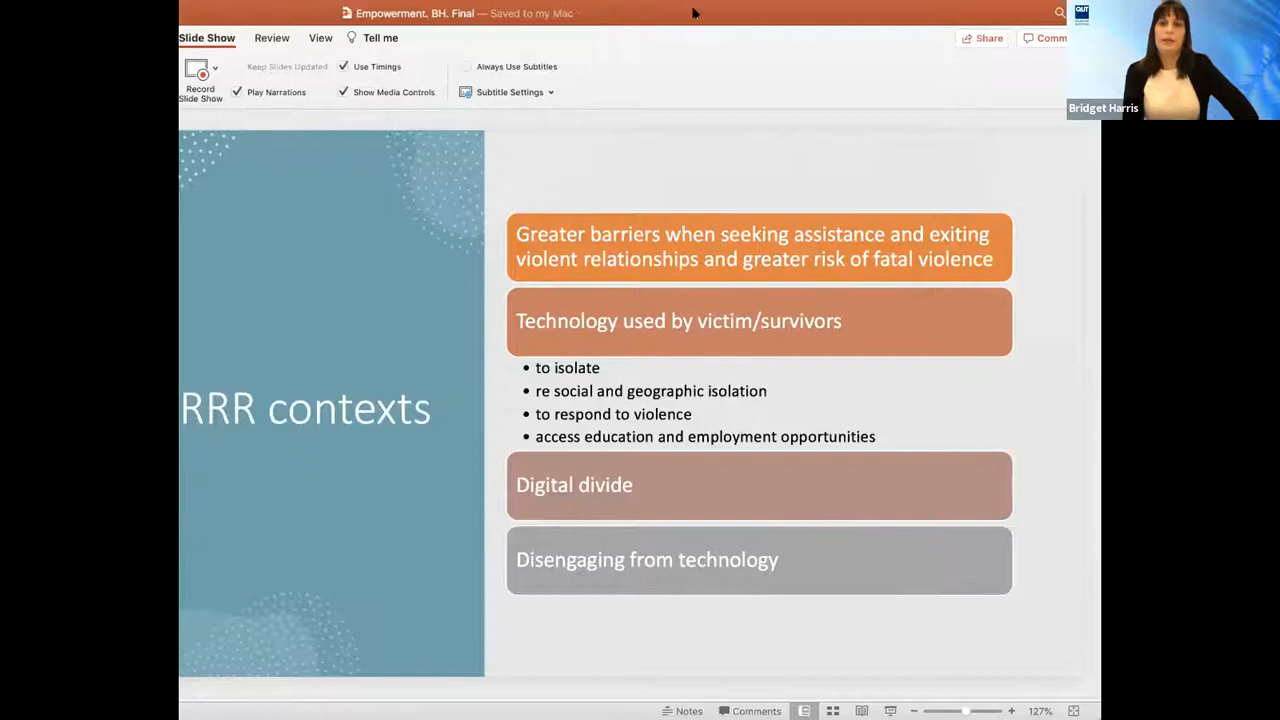 Empowerment. BH. Final — Saved to my Mac
QUT
Slide Show Review View Tell me
Share Comm
Keep Slides Updated Use Timings Always Use Subtitles
Record
Slide Show
Play Narrations Show Media Controls Subtitle Settings
Bridget Harris
RRR contexts
Greater barriers when seeking assistance and exiting
violent relationships and greater risk of fatal violence
Technology used by victim/survivors
• to isolate
• re social and geographic isolation
• to respond to violence
• access education and employment opportunities
Digital divide
Disengaging from technology
Notes Comments 127%